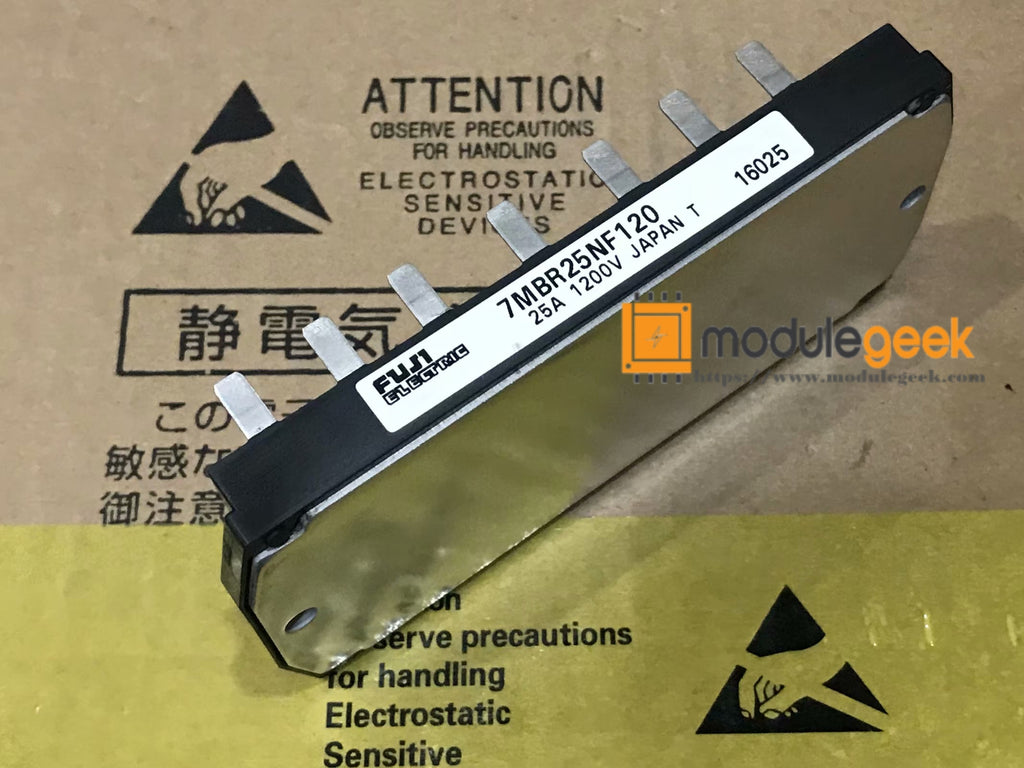 ATTENTION
OBSERVE PRECAUTIONS
FOR HANDLING
ELECTROSTATIC
SENSITIVE
DEVICES
静電気
この
敏感な
御注意
FUJI
ELECTRIC
7MBR25NF120
25A 1200V JAPAN T
16025
modulegeek
https://www.modulegeek.com
Observe precautions
for handling
Electrostatic
Sensitive